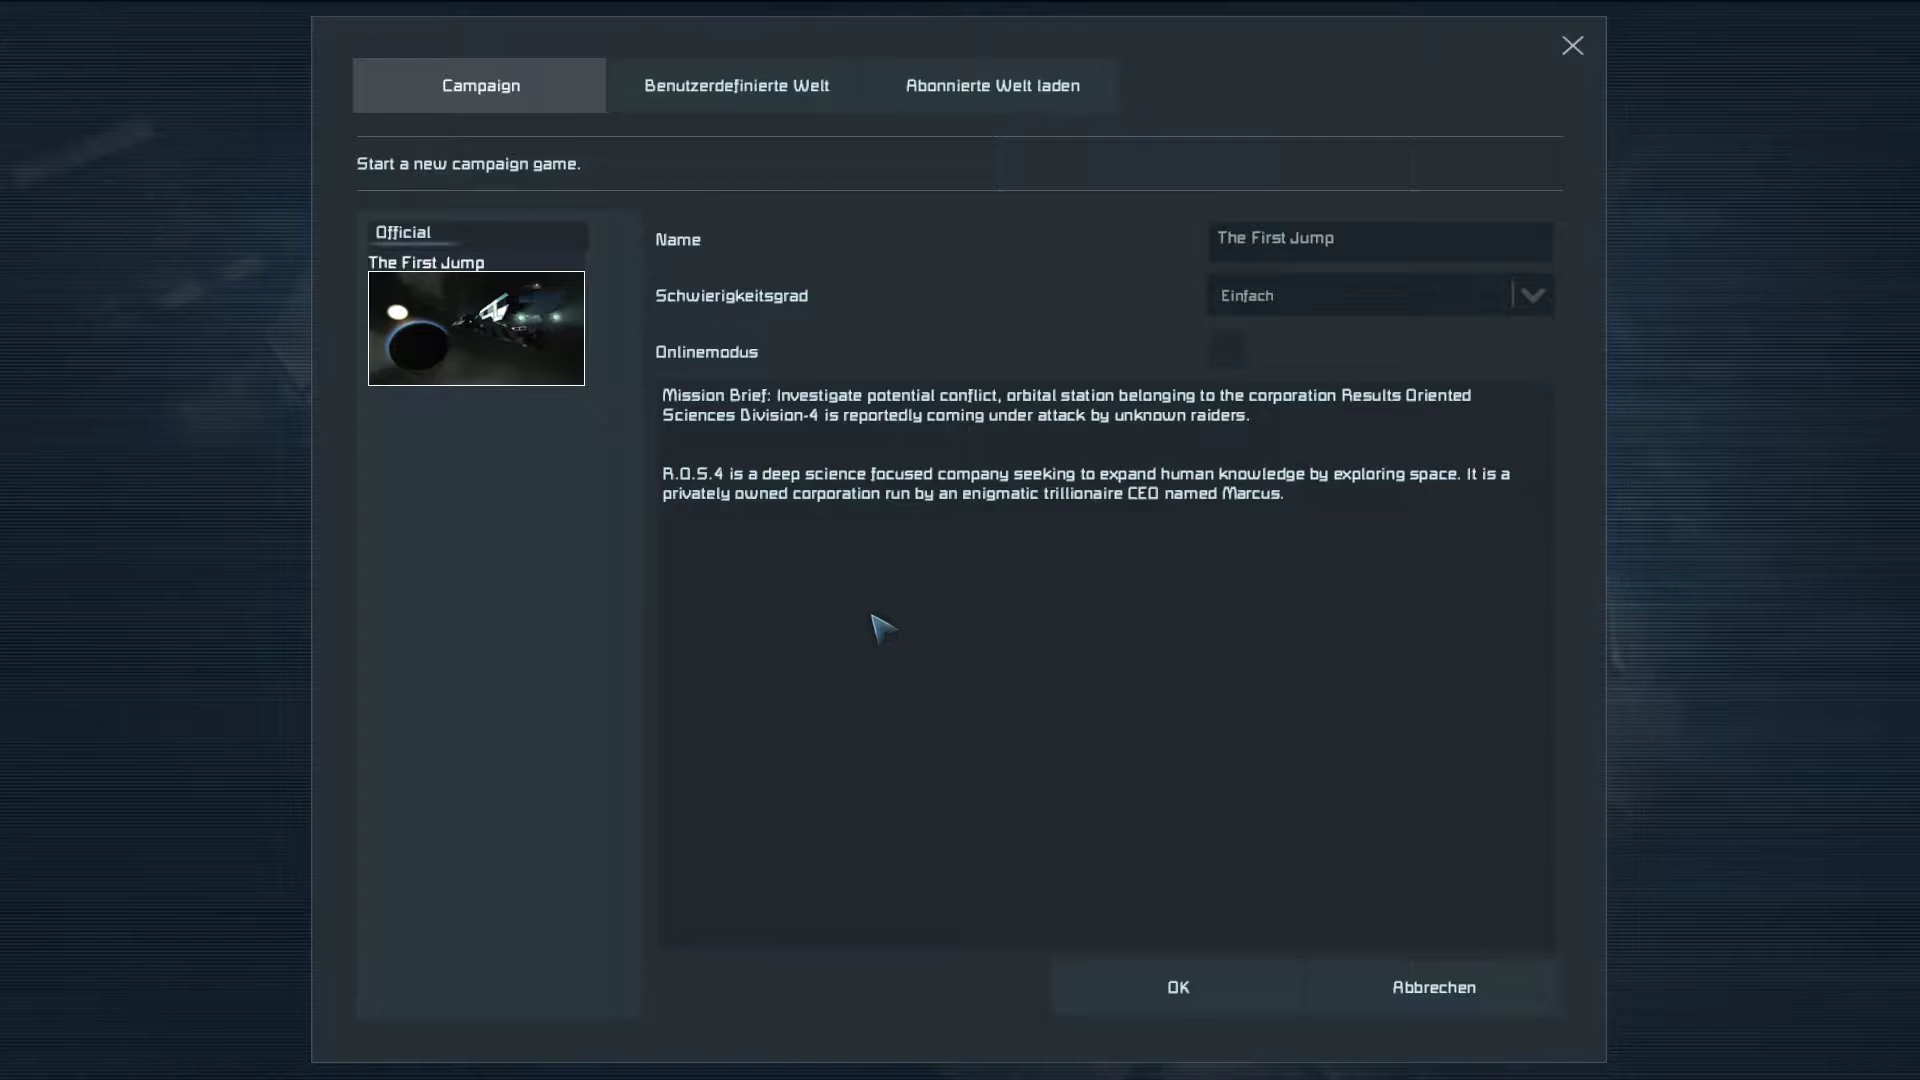 Campaign
Benutzerdefinierte Welt
Abonnierte Welt laden
Start a new campaign game.
Official
The First Jump
Name
The First Jump
Schwierigkeitsgrad
Einfach
Onlinemodus
Mission Brief: Investigate potential conflict, orbital station belonging to the corporation Results Oriented
Sciences Division-4 is reportedly coming under attack by unknown raiders.
R.O.S.4 is a deep science focused company seeking to expand human knowledge by exploring space. It is a
privately owned corporation run by an enigmatic trillionaire CEO named Marcus.
OK
Abbrechen